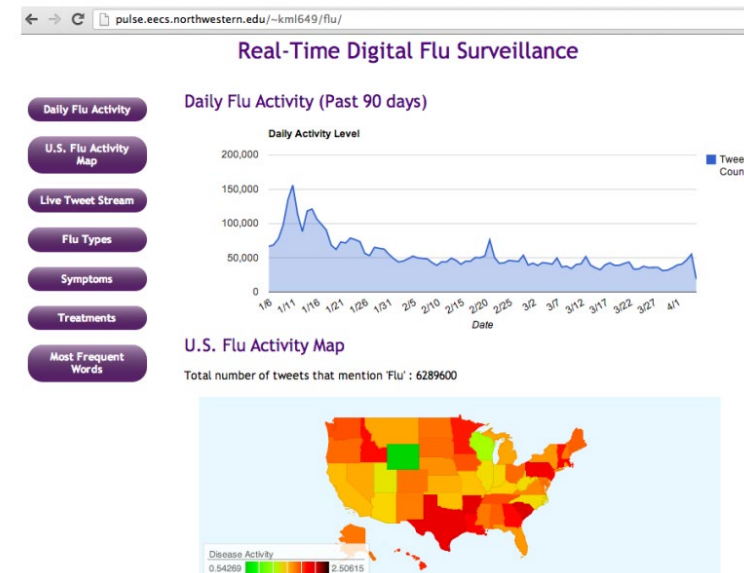 pulse.eecs.northwestern.edu/~kml649/flu/
Real-Time Digital Flu Surveillance
Daily Flu Activity
U.S. Flu Activity
Map
Live Tweet Stream
Flu Types
Symptoms
Treatments
Most Frequent
Words
Daily Flu Activity (Past 90 days)
Daily Activity Level
200,000
150,000
100,000
50,000
0
Twee
Coun
1/6 1/11 1/16 1/21 1/26 1/31 2/5 2/10 2/15 2/20 2/25 3/2 3/7 3/12 3/17 3/22 3/27 4/1
Date
U.S. Flu Activity Map
Total number of tweets that mention 'Flu' : 6289600
Disease Activity
0.54269 2.50615